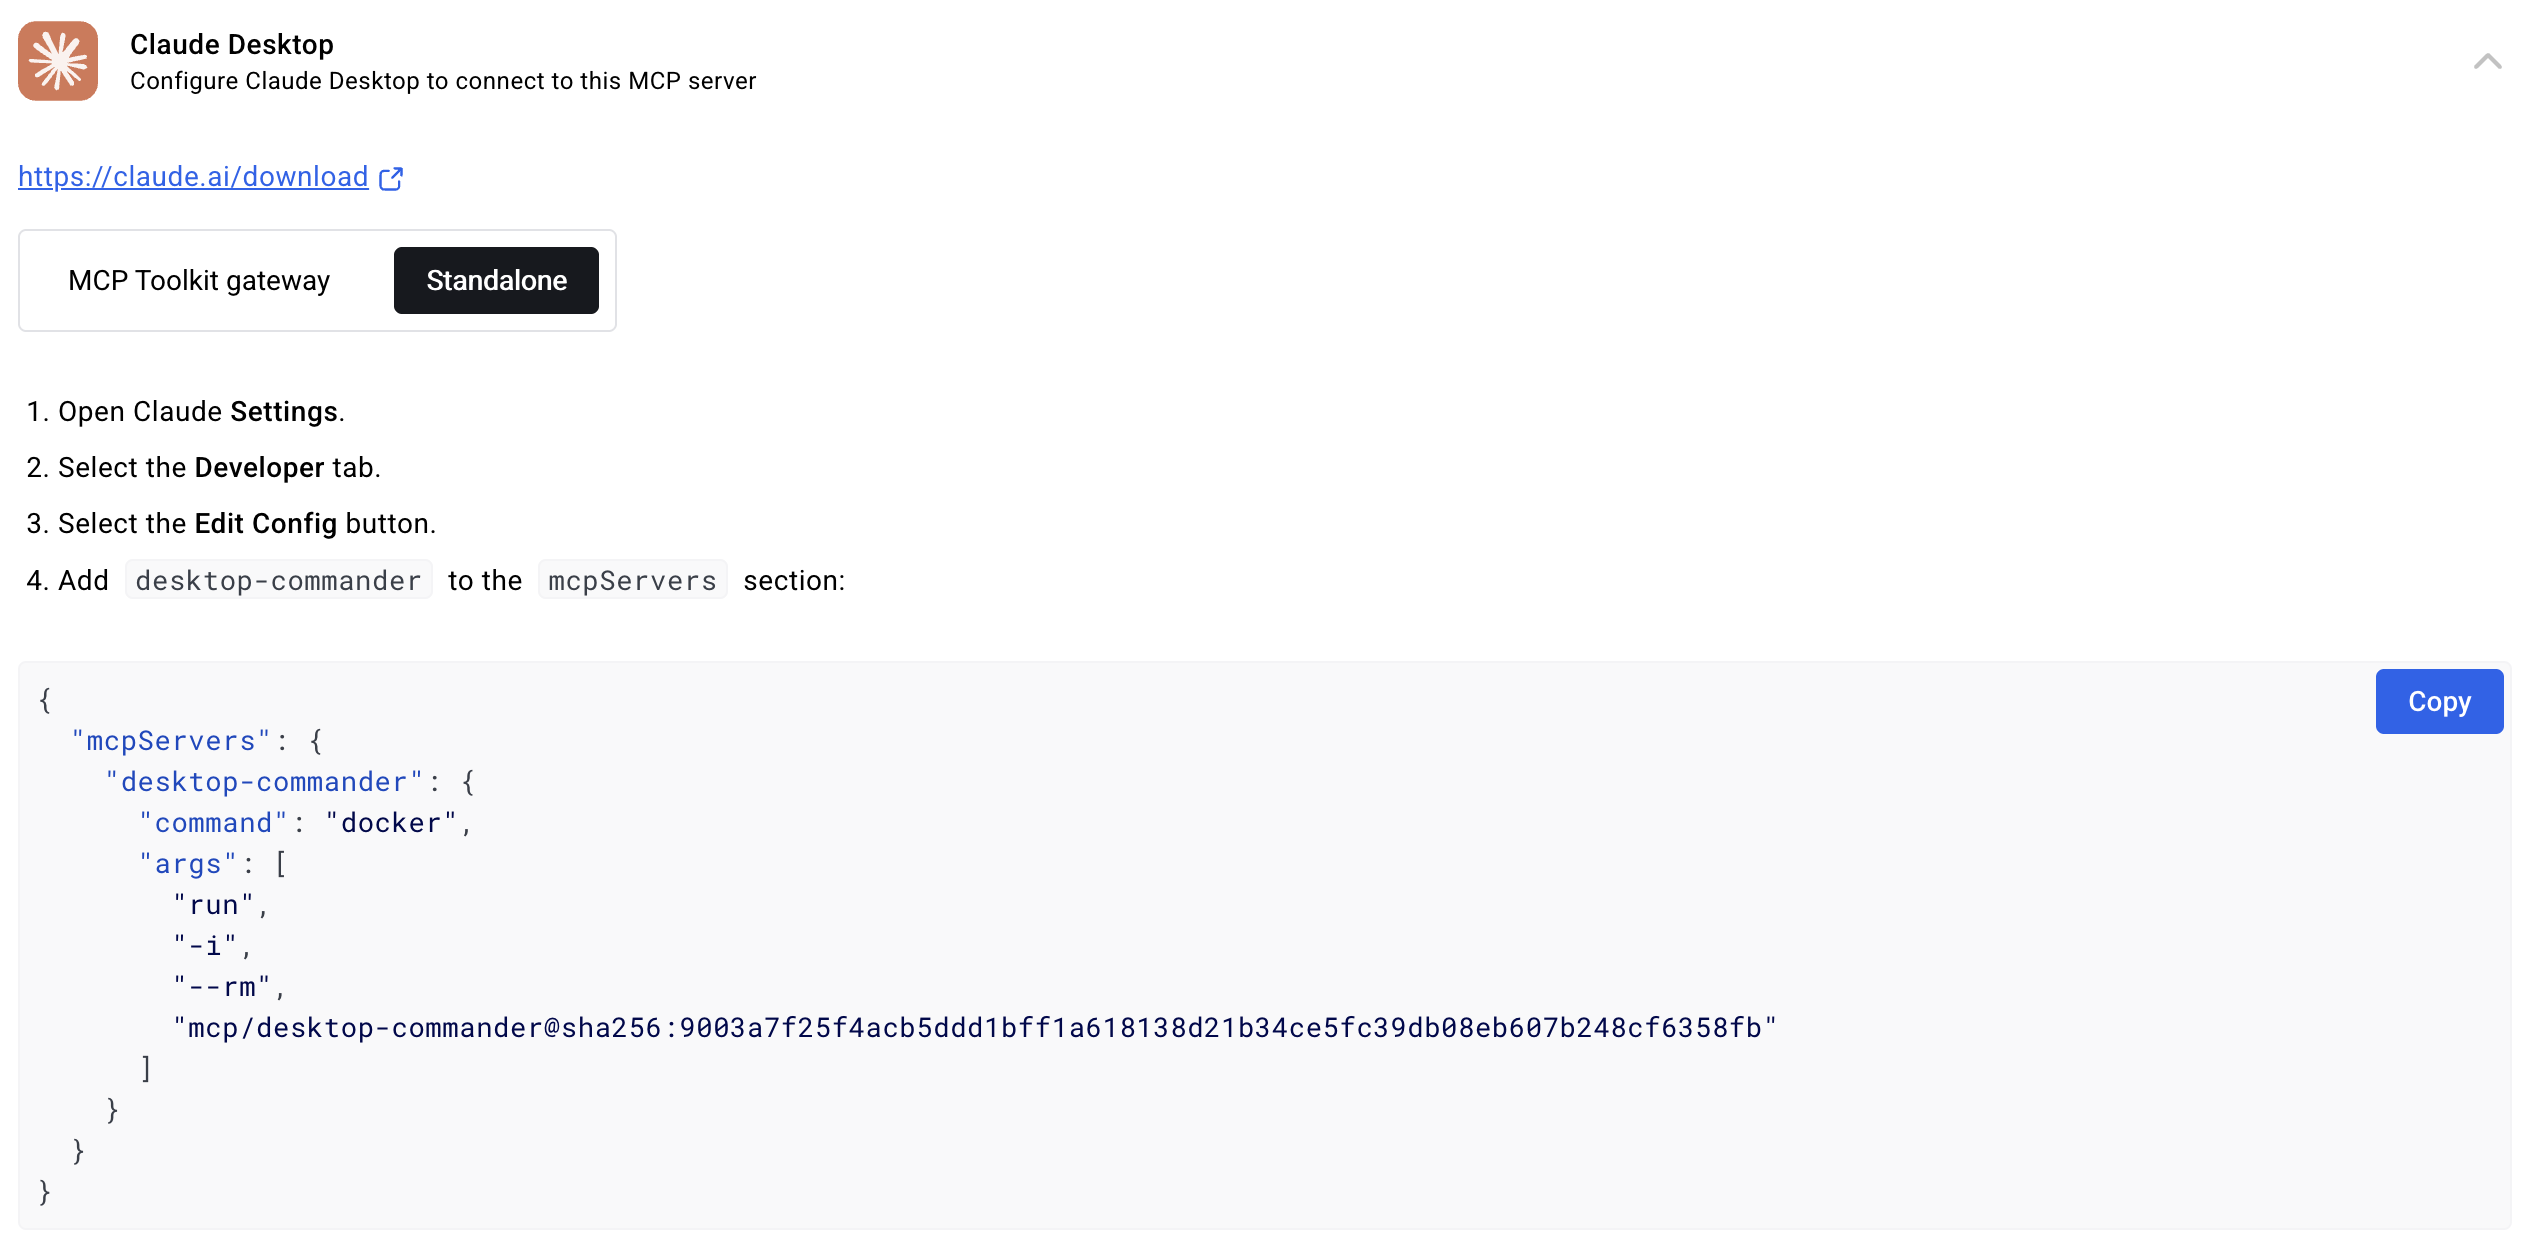 Claude Desktop
Configure Claude Desktop to connect to this MCP server
https://claude.ai/download
MCP Toolkit gateway
Standalone
1. Open Claude Settings.
2. Select the Developer tab.
3. Select the Edit Config button.
4. Add desktop-commander to the mcpServers section:
Copy
{
  "mcpServers": {
    "desktop-commander": {
      "command": "docker",
      "args": [
        "run",
        "-i",
        "--rm",
        "mcp/desktop-commander@sha256:9003a7f25f4acb5ddd1bff1a618138d21b34ce5fc39db08eb607b248cf6358fb"
      ]
    }
  }
}